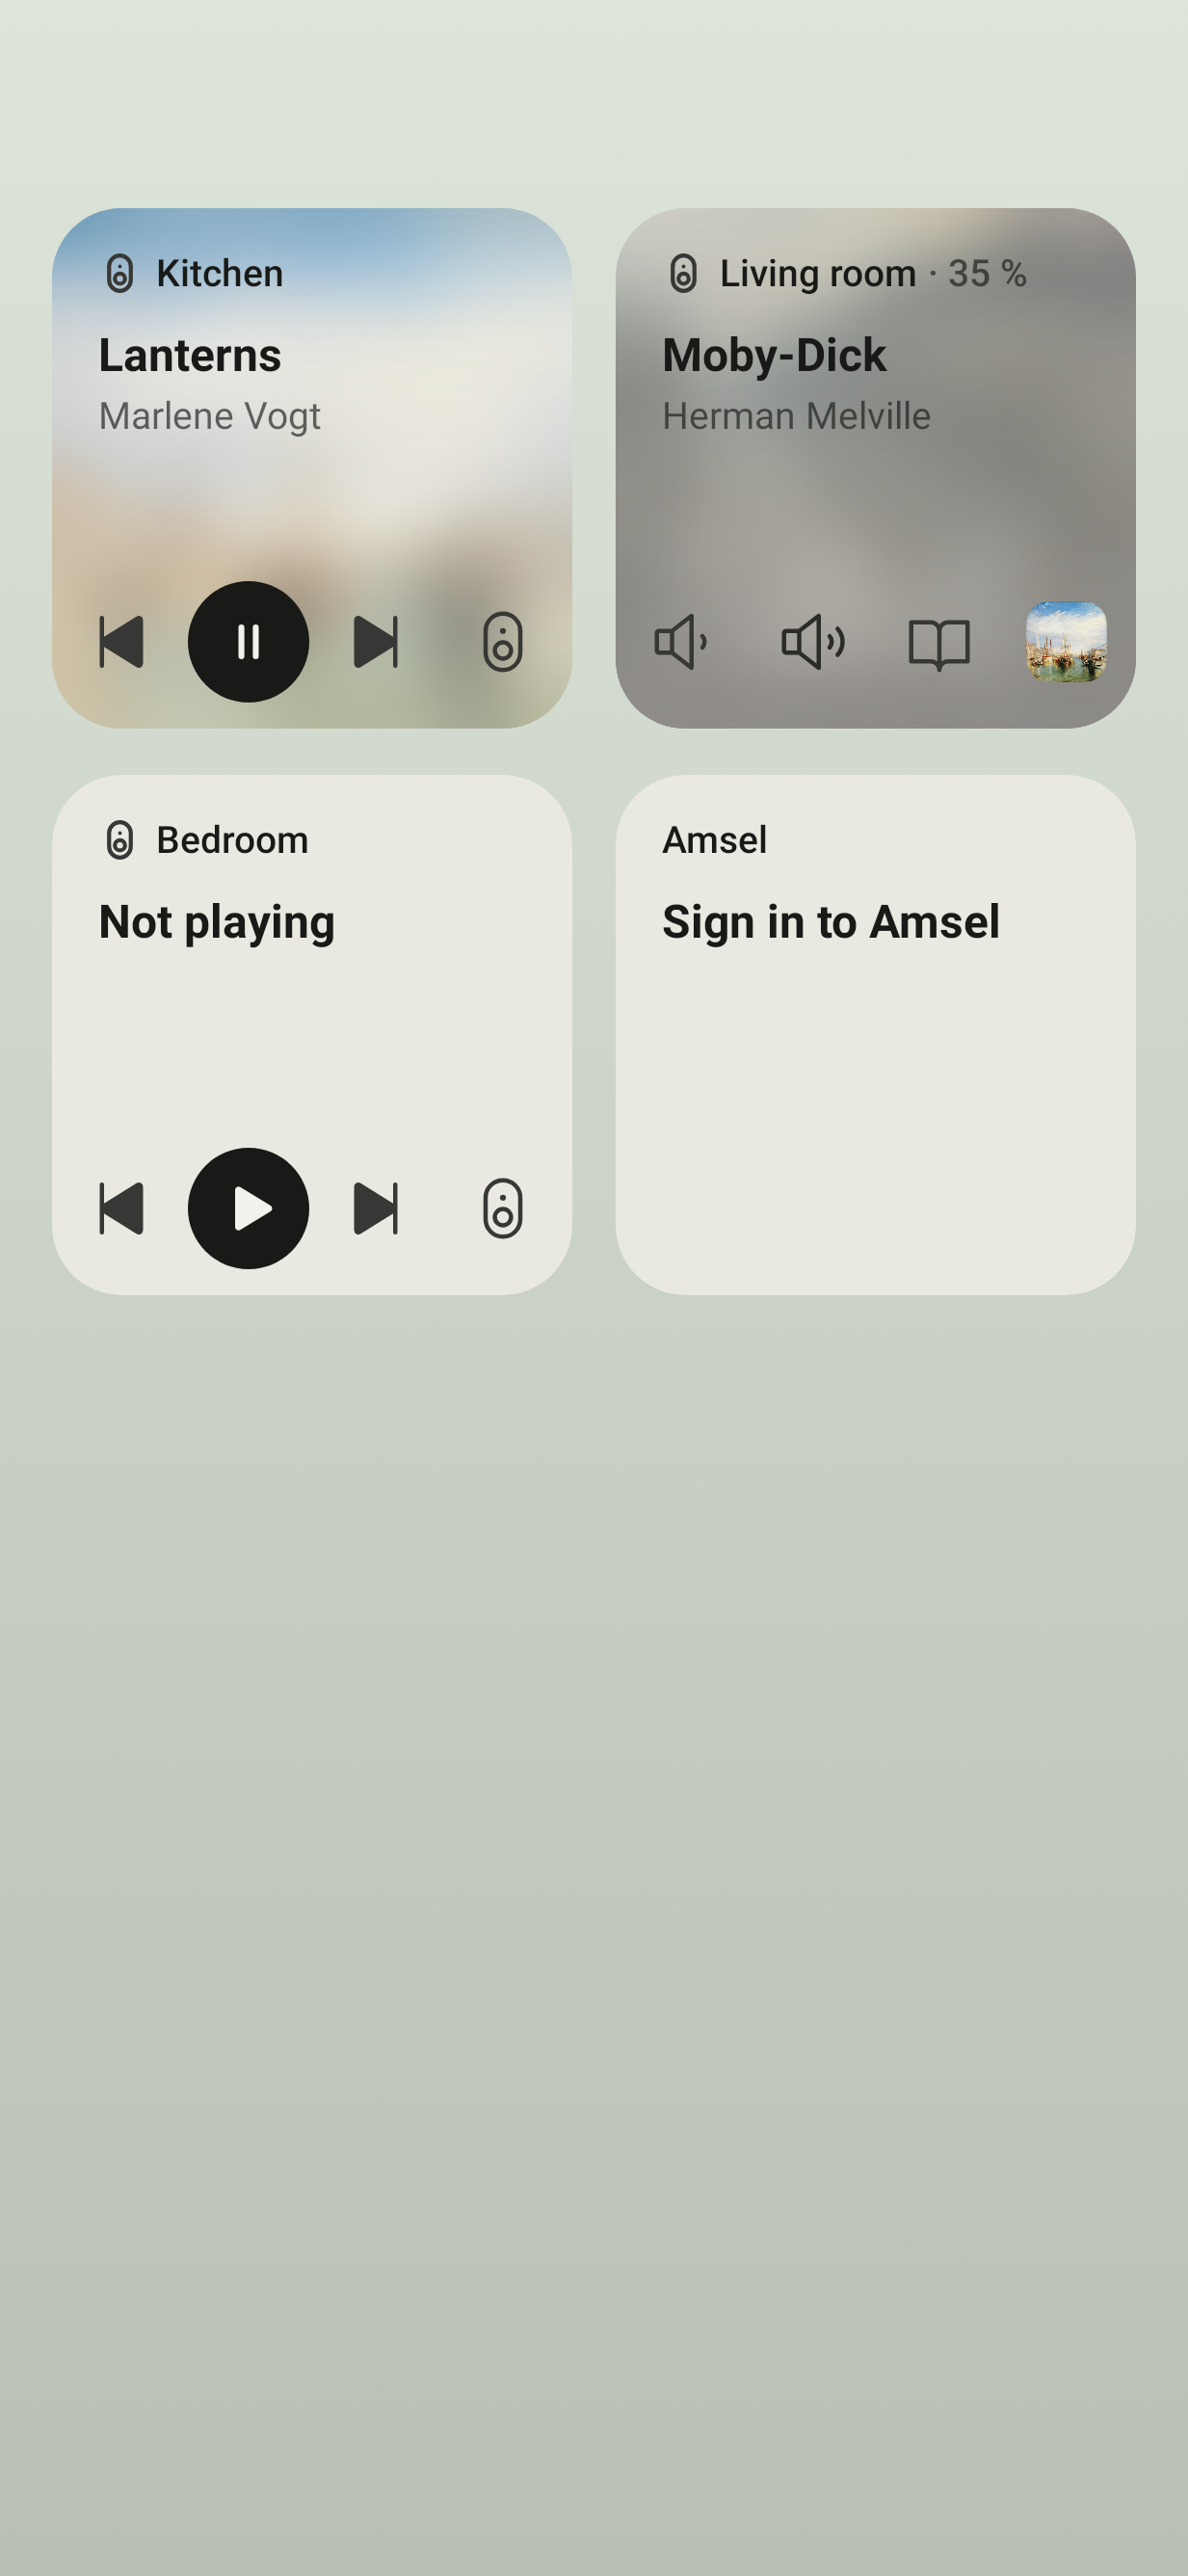 Kitchen
Lanterns
Marlene Vogt
Living room · 35 %
Moby-Dick
Herman Melville
Bedroom
Not playing
Amsel
Sign in to Amsel